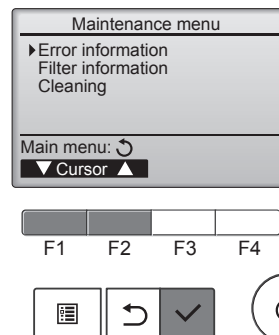 Maintenance menu
Error information
Filter information
Cleaning
Main menu:
Cursor
F1 F2 F3 F4